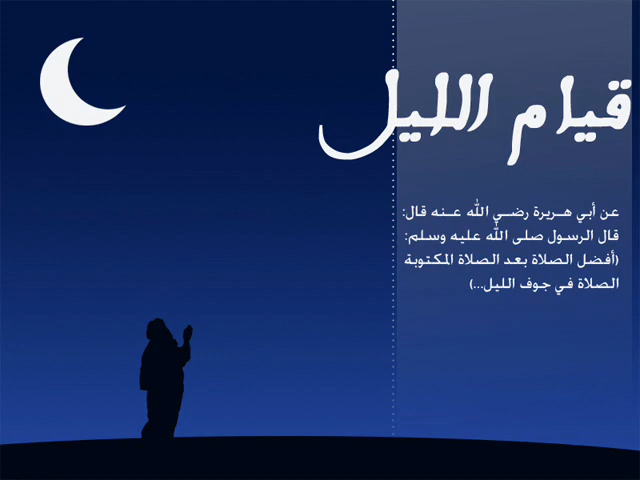 قيام الليل
عن أبي هـريرة رضـي الله عـنه قال:
قال الرسول صلى الله عليه وسلم:
(أفضل الصلاة بعد الصلاة المكتوبة
الصلاة في جوف الليل...)